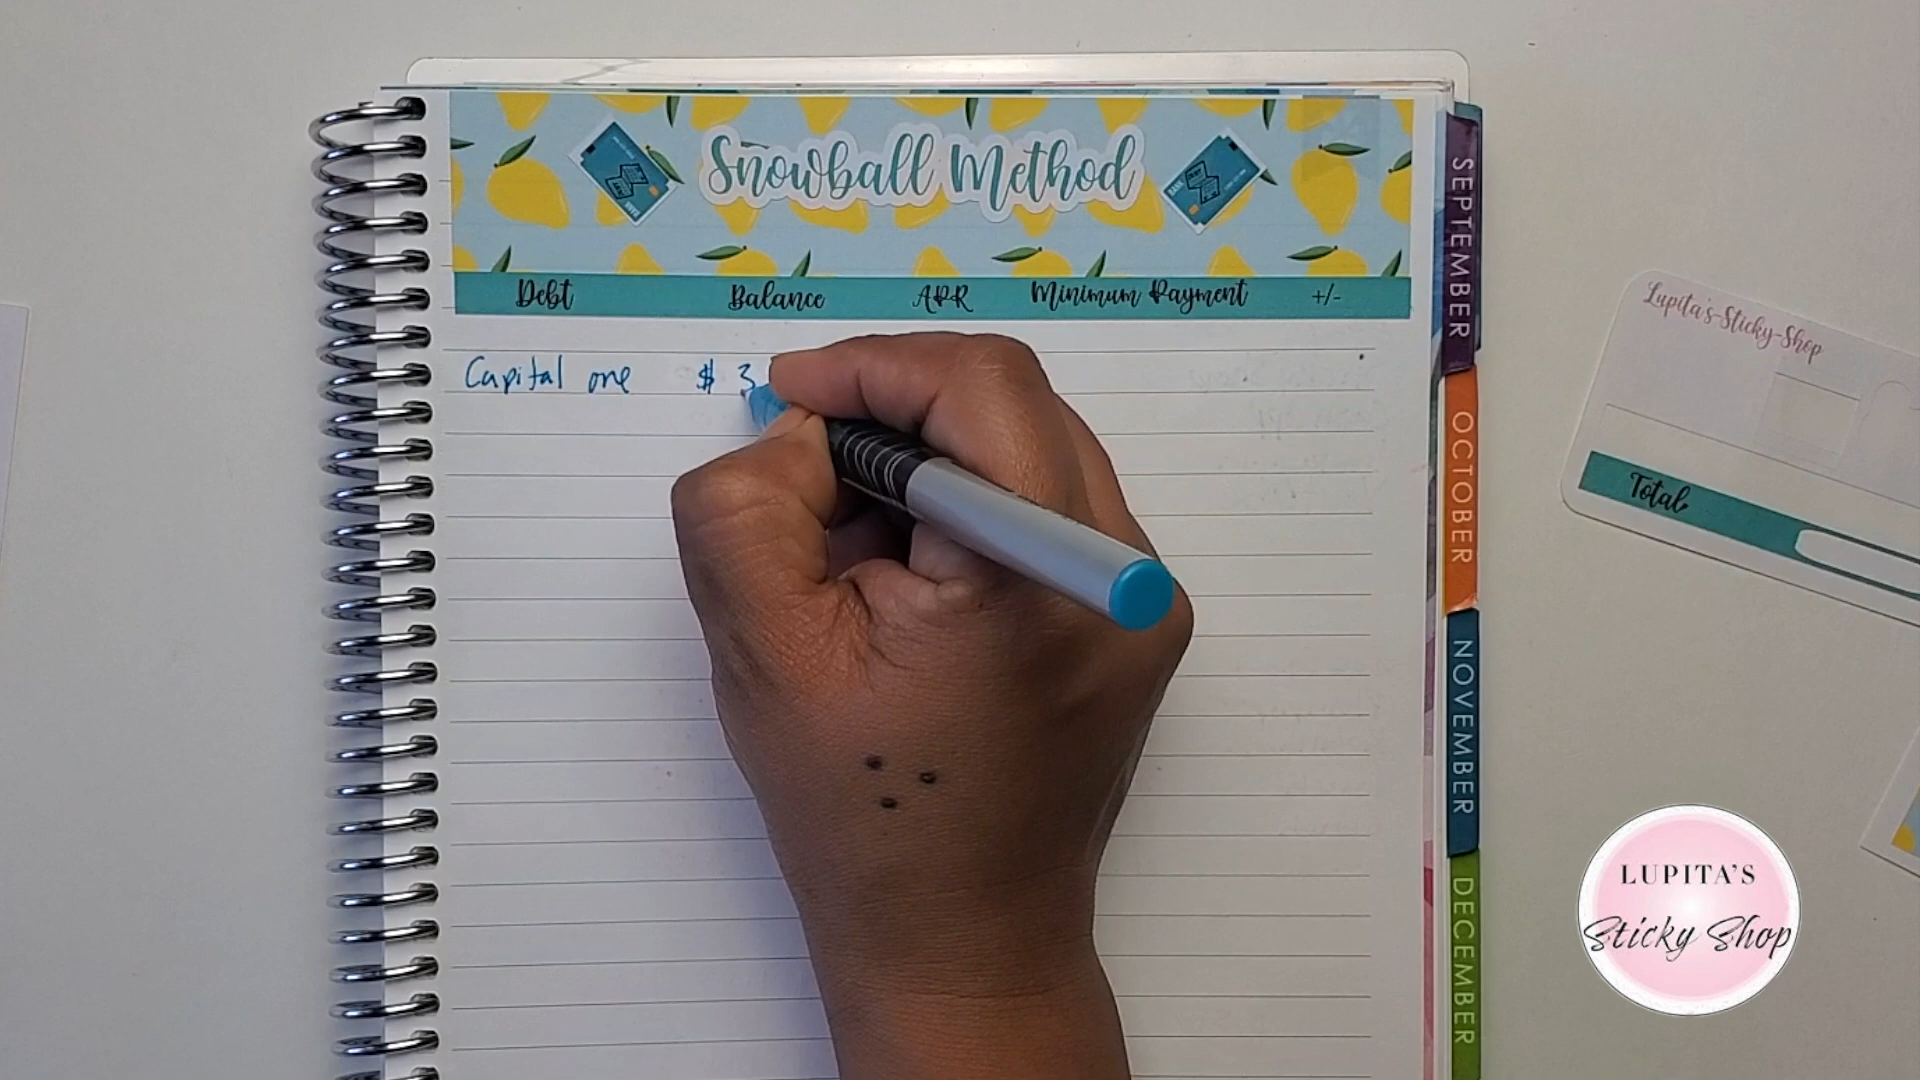 Snowball Method
Debt Balance APR Minimum Payment +/-
Capital one $ 3
SEPTEMBER
OCTOBER
NOVEMBER
DECEMBER
Lupita's-Sticky-Shop
Total
LUPITA'S
Sticky Shop